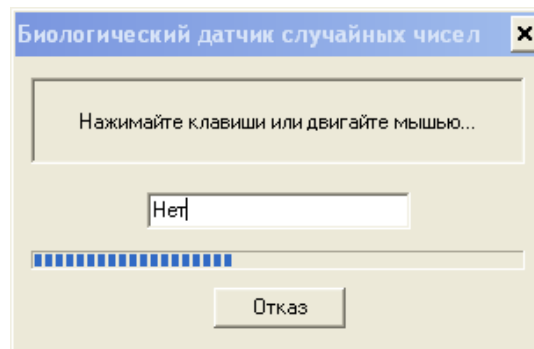 Биологический датчик случайных чисел
Нажимайте клавиши или двигайте мышью...
Нет
Отказ